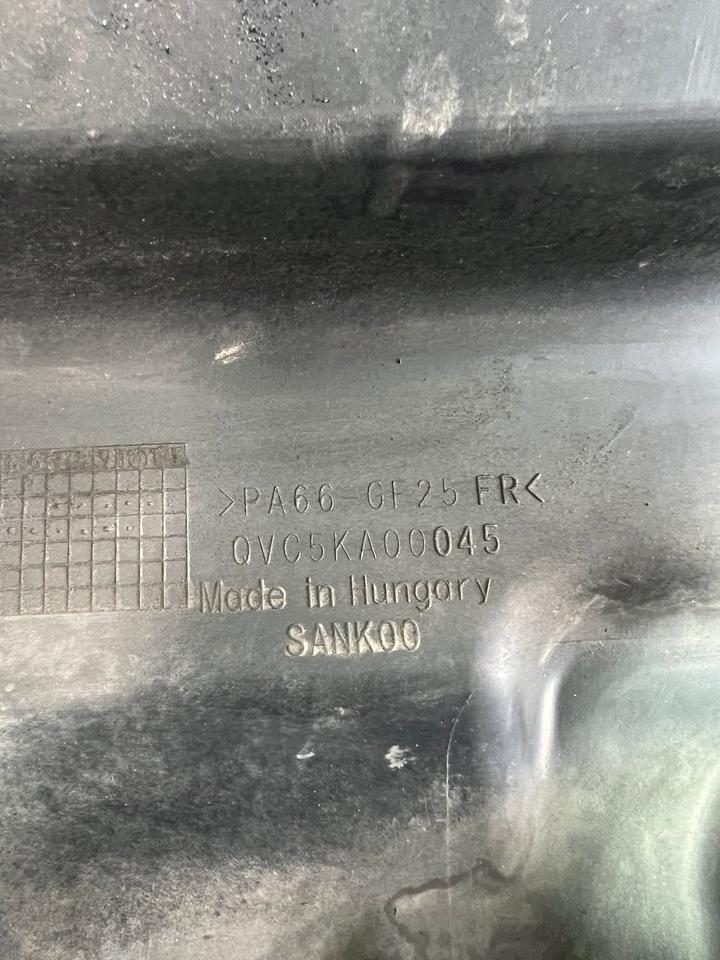 >PA66-GF25 FR<
QVC5KA00045
Made in Hungary
SANKOO